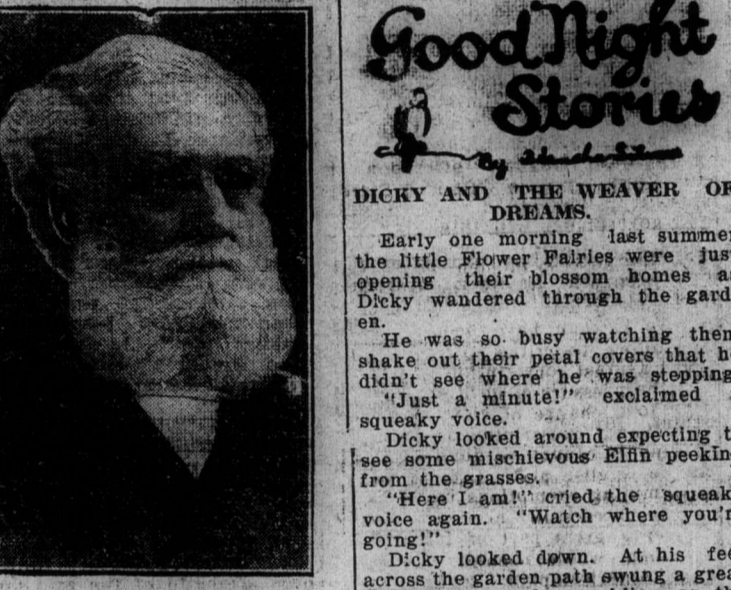 Good Night
Stories
By
DICKY AND THE WEAVER OF
DREAMS.
Early one morning last summer
the little Flower Fairies were jus
opening their blossom homes a
Dicky wandered through the gard-
en.
He was so busy watching them
shake out their petal covers that h
didn't see where he was stepping
"Just a minute!" exclaimed
squeaky voice.
Dicky looked around expecting t
see some mischievous Elfin peekin
from the grasses.
"Here I am!" cried the squeak
voice again. "Watch where you'r
going!"
Dicky looked down. At his fee
across the garden path swung a grea